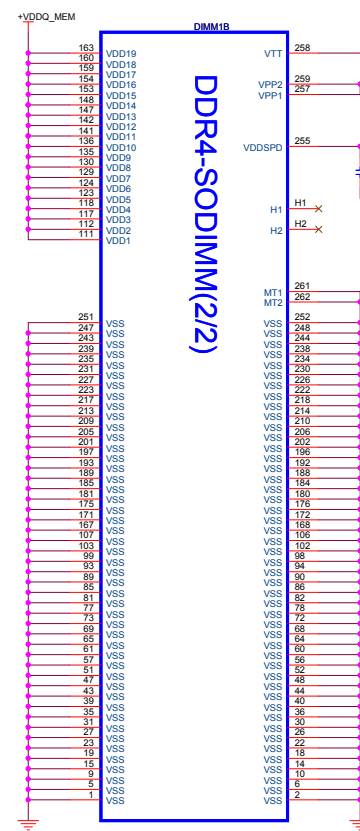 +VDDQ_MEM
DIMM1B
DDR4-SODIMM(2/2)
163 VDD19
160 VDD18
159 VDD17
154 VDD16
153 VDD15
148 VDD14
147 VDD13
142 VDD12
141 VDD11
136 VDD10
135 VDD9
130 VDD8
129 VDD7
124 VDD6
123 VDD5
118 VDD4
117 VDD3
112 VDD2
111 VDD1
VTT 258
VPP2 259
VPP1 257
VDDSPD 255
H1 H1
H2 H2
MT1 261
MT2 262
251 VSS VSS 252
247 VSS VSS 248
243 VSS VSS 244
239 VSS VSS 238
235 VSS VSS 234
231 VSS VSS 230
227 VSS VSS 226
223 VSS VSS 222
217 VSS VSS 218
213 VSS VSS 214
209 VSS VSS 210
205 VSS VSS 206
201 VSS VSS 202
197 VSS VSS 196
193 VSS VSS 192
189 VSS VSS 188
185 VSS VSS 184
181 VSS VSS 180
175 VSS VSS 176
171 VSS VSS 172
167 VSS VSS 168
107 VSS VSS 106
103 VSS VSS 102
99 VSS VSS 98
93 VSS VSS 94
89 VSS VSS 90
85 VSS VSS 86
81 VSS VSS 82
77 VSS VSS 78
73 VSS VSS 72
69 VSS VSS 68
65 VSS VSS 64
61 VSS VSS 60
57 VSS VSS 56
51 VSS VSS 52
47 VSS VSS 48
43 VSS VSS 44
39 VSS VSS 40
35 VSS VSS 36
31 VSS VSS 30
27 VSS VSS 26
23 VSS VSS 22
19 VSS VSS 18
15 VSS VSS 14
9 VSS VSS 10
5 VSS VSS 6
1 VSS VSS 2